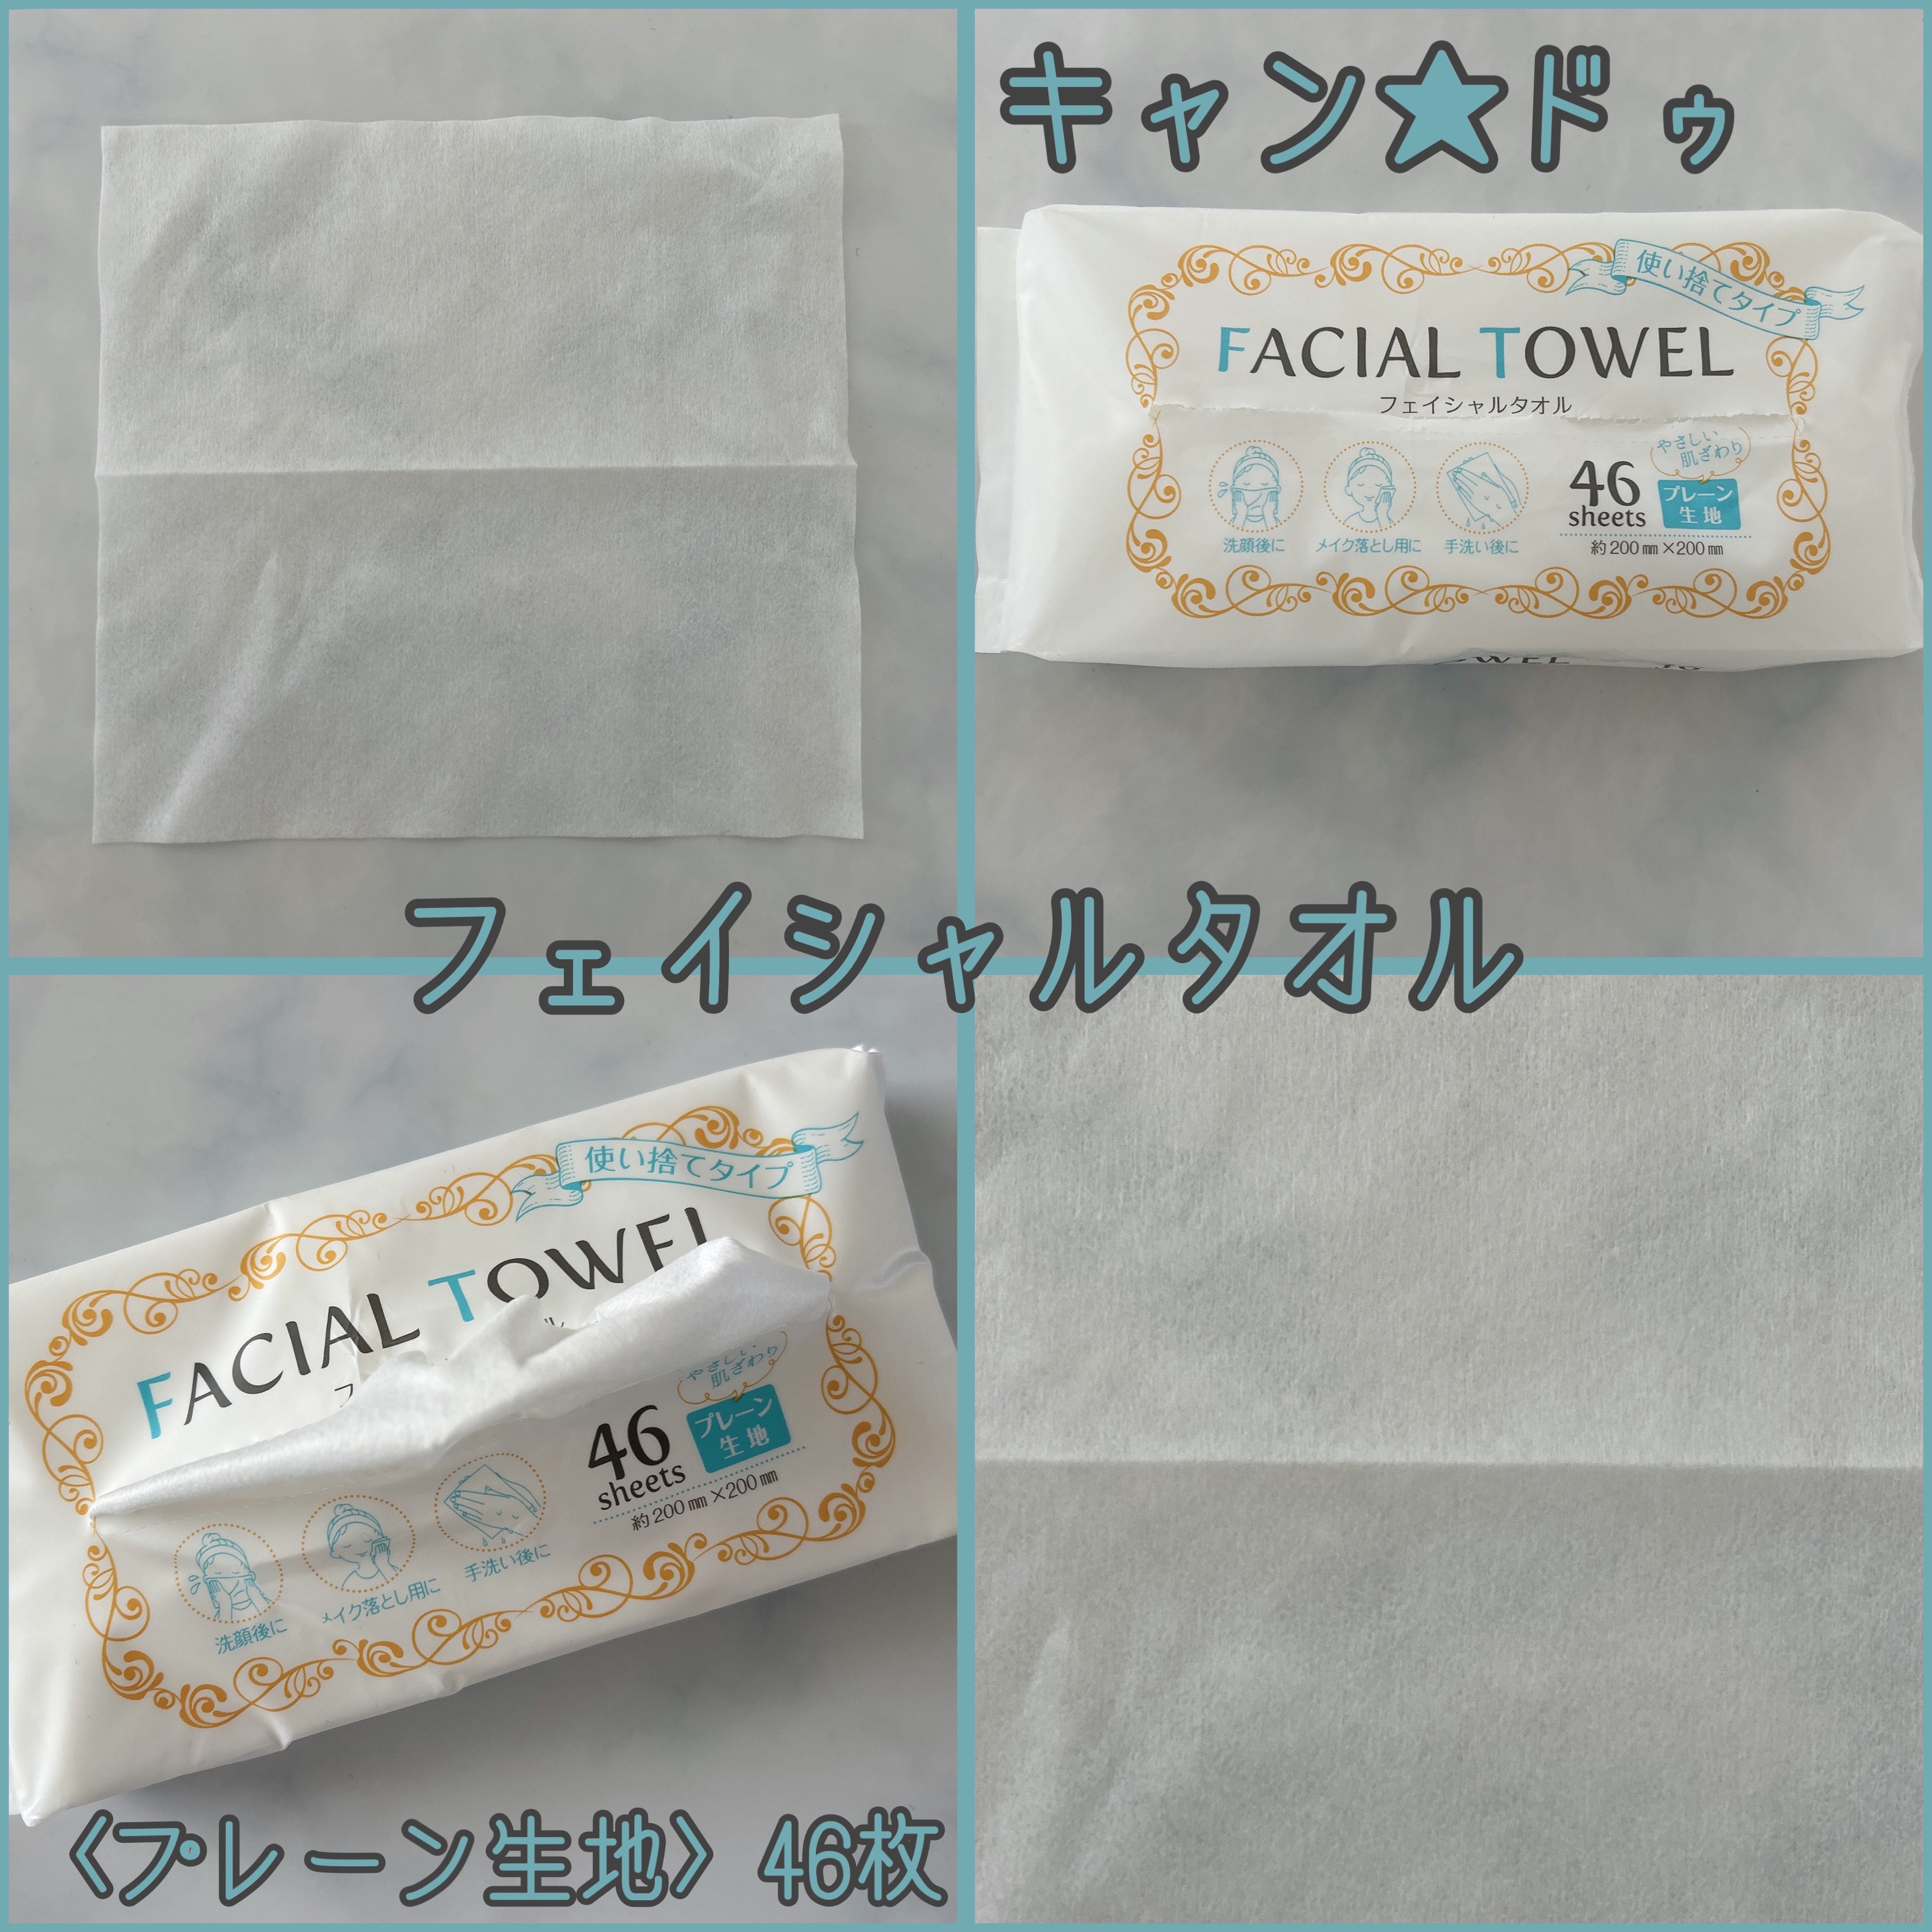 キャン★ドゥ
使い捨てタイプ
FACIAL TOWEL
フェイシャルタオル
やさしい
肌ざわり
46
sheets
プレーン
生地
洗顔後に
メイク落とし用に
手洗い後に
約200㎜×200㎜
フェイシャルタオル
使い捨てタイプ
FACIAL TOWEL
やさしい
肌ざわり
46
sheets
プレーン
生地
約200㎜×200㎜
洗顔後に
メイク落とし用に
手洗い後に
〈プレーン生地〉46枚